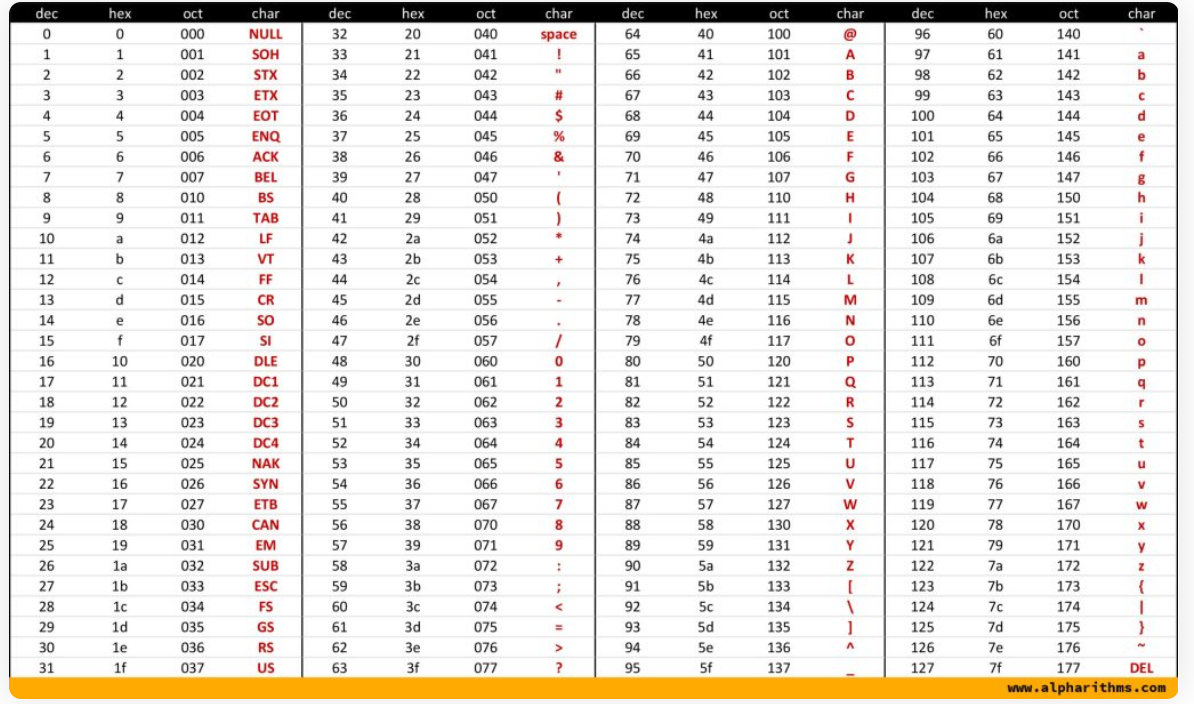 dec hex oct char dec hex oct char dec hex oct char dec hex oct char
0 0 000 NULL 32 20 040 space 64 40 100 @ 96 60 140 `
1 1 001 SOH 33 21 041 ! 65 41 101 A 97 61 141 a
2 2 002 STX 34 22 042 " 66 42 102 B 98 62 142 b
3 3 003 ETX 35 23 043 # 67 43 103 C 99 63 143 c
4 4 004 EOT 36 24 044 $ 68 44 104 D 100 64 144 d
5 5 005 ENQ 37 25 045 % 69 45 105 E 101 65 145 e
6 6 006 ACK 38 26 046 & 70 46 106 F 102 66 146 f
7 7 007 BEL 39 27 047 ' 71 47 107 G 103 67 147 g
8 8 010 BS 40 28 050 ( 72 48 110 H 104 68 150 h
9 9 011 TAB 41 29 051 ) 73 49 111 I 105 69 151 i
10 a 012 LF 42 2a 052 * 74 4a 112 J 106 6a 152 j
11 b 013 VT 43 2b 053 + 75 4b 113 K 107 6b 153 k
12 c 014 FF 44 2c 054 , 76 4c 114 L 108 6c 154 l
13 d 015 CR 45 2d 055 - 77 4d 115 M 109 6d 155 m
14 e 016 SO 46 2e 056 . 78 4e 116 N 110 6e 156 n
15 f 017 SI 47 2f 057 / 79 4f 117 O 111 6f 157 o
16 10 020 DLE 48 30 060 0 80 50 120 P 112 70 160 p
17 11 021 DC1 49 31 061 1 81 51 121 Q 113 71 161 q
18 12 022 DC2 50 32 062 2 82 52 122 R 114 72 162 r
19 13 023 DC3 51 33 063 3 83 53 123 S 115 73 163 s
20 14 024 DC4 52 34 064 4 84 54 124 T 116 74 164 t
21 15 025 NAK 53 35 065 5 85 55 125 U 117 75 165 u
22 16 026 SYN 54 36 066 6 86 56 126 V 118 76 166 v
23 17 027 ETB 55 37 067 7 87 57 127 W 119 77 167 w
24 18 030 CAN 56 38 070 8 88 58 130 X 120 78 170 x
25 19 031 EM 57 39 071 9 89 59 131 Y 121 79 171 y
26 1a 032 SUB 58 3a 072 : 90 5a 132 Z 122 7a 172 z
27 1b 033 ESC 59 3b 073 ; 91 5b 133 [ 123 7b 173 {
28 1c 034 FS 60 3c 074 < 92 5c 134 \ 124 7c 174 |
29 1d 035 GS 61 3d 075 = 93 5d 135 ] 125 7d 175 }
30 1e 036 RS 62 3e 076 > 94 5e 136 ^ 126 7e 176 ~
31 1f 037 US 63 3f 077 ? 95 5f 137 _ 127 7f 177 DEL
www.alpharithms.com